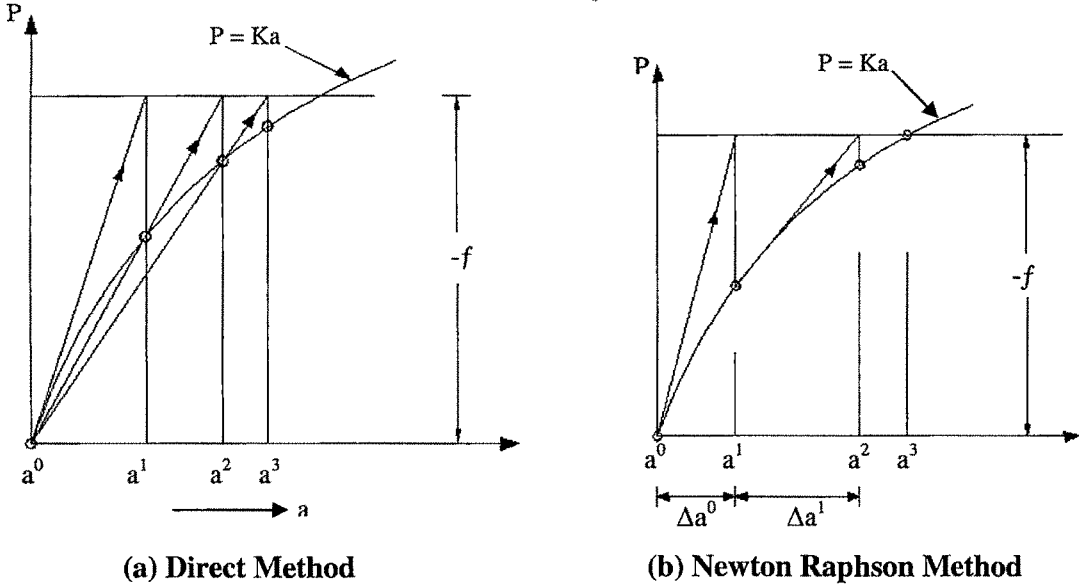 P
P = Ka
-f
a⁰ a¹ a² a³
a
(a) Direct Method
P
P = Ka
-f
a⁰ a¹ a² a³
Δa⁰ Δa¹
(b) Newton Raphson Method